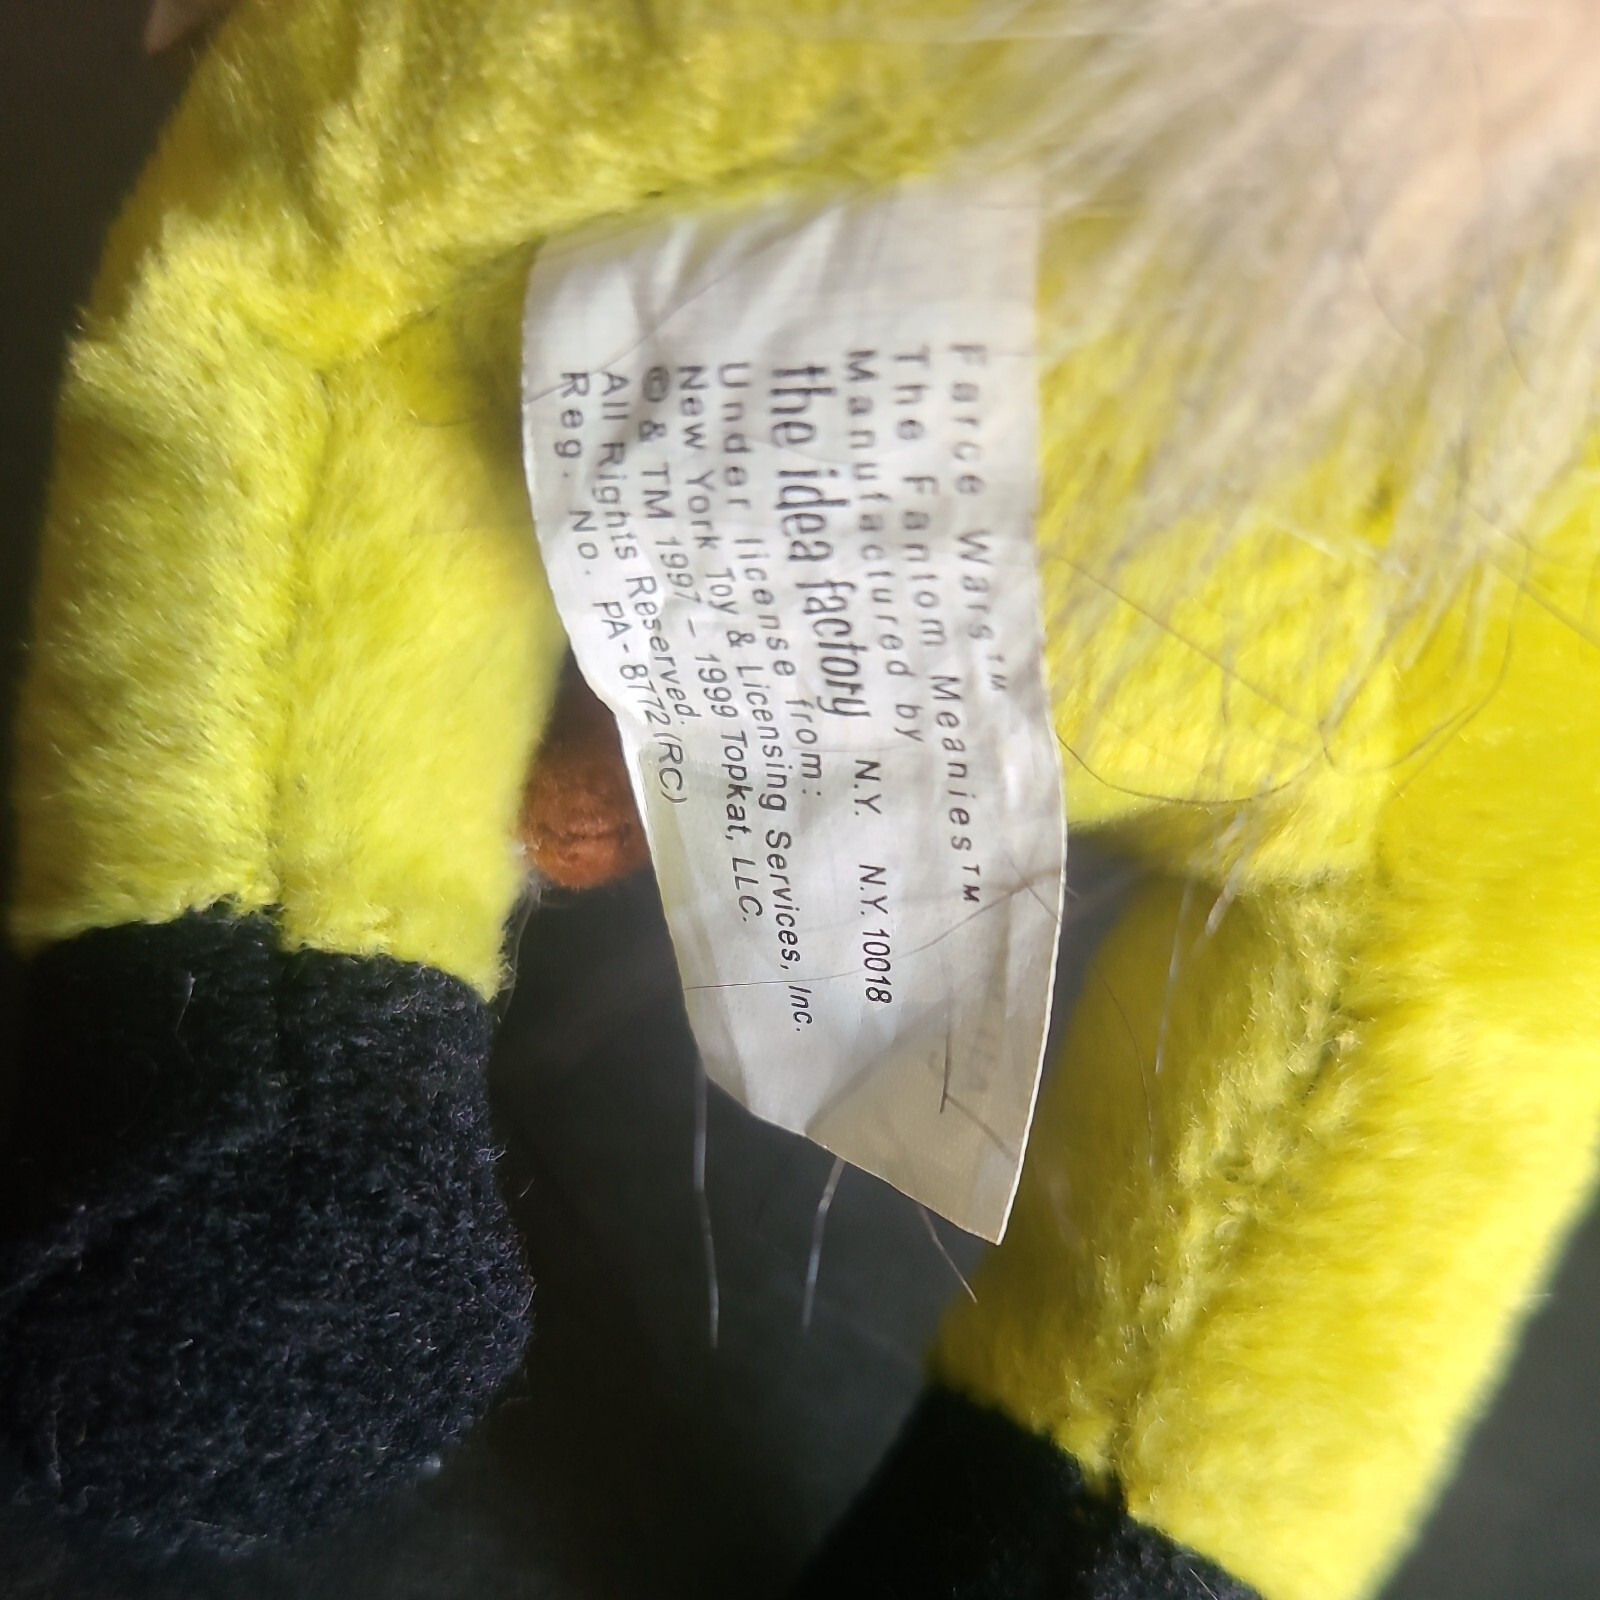 Farce Wars™
The Fantom Meanies™
Manufactured by
the idea factory N.Y. N.Y. 10018
Under license from:
New York Toy & Licensing Services, Inc.
© & TM 1997 - 1999 Topkat, LLC.
All Rights Reserved.
Reg. No. PA-8772(RC)